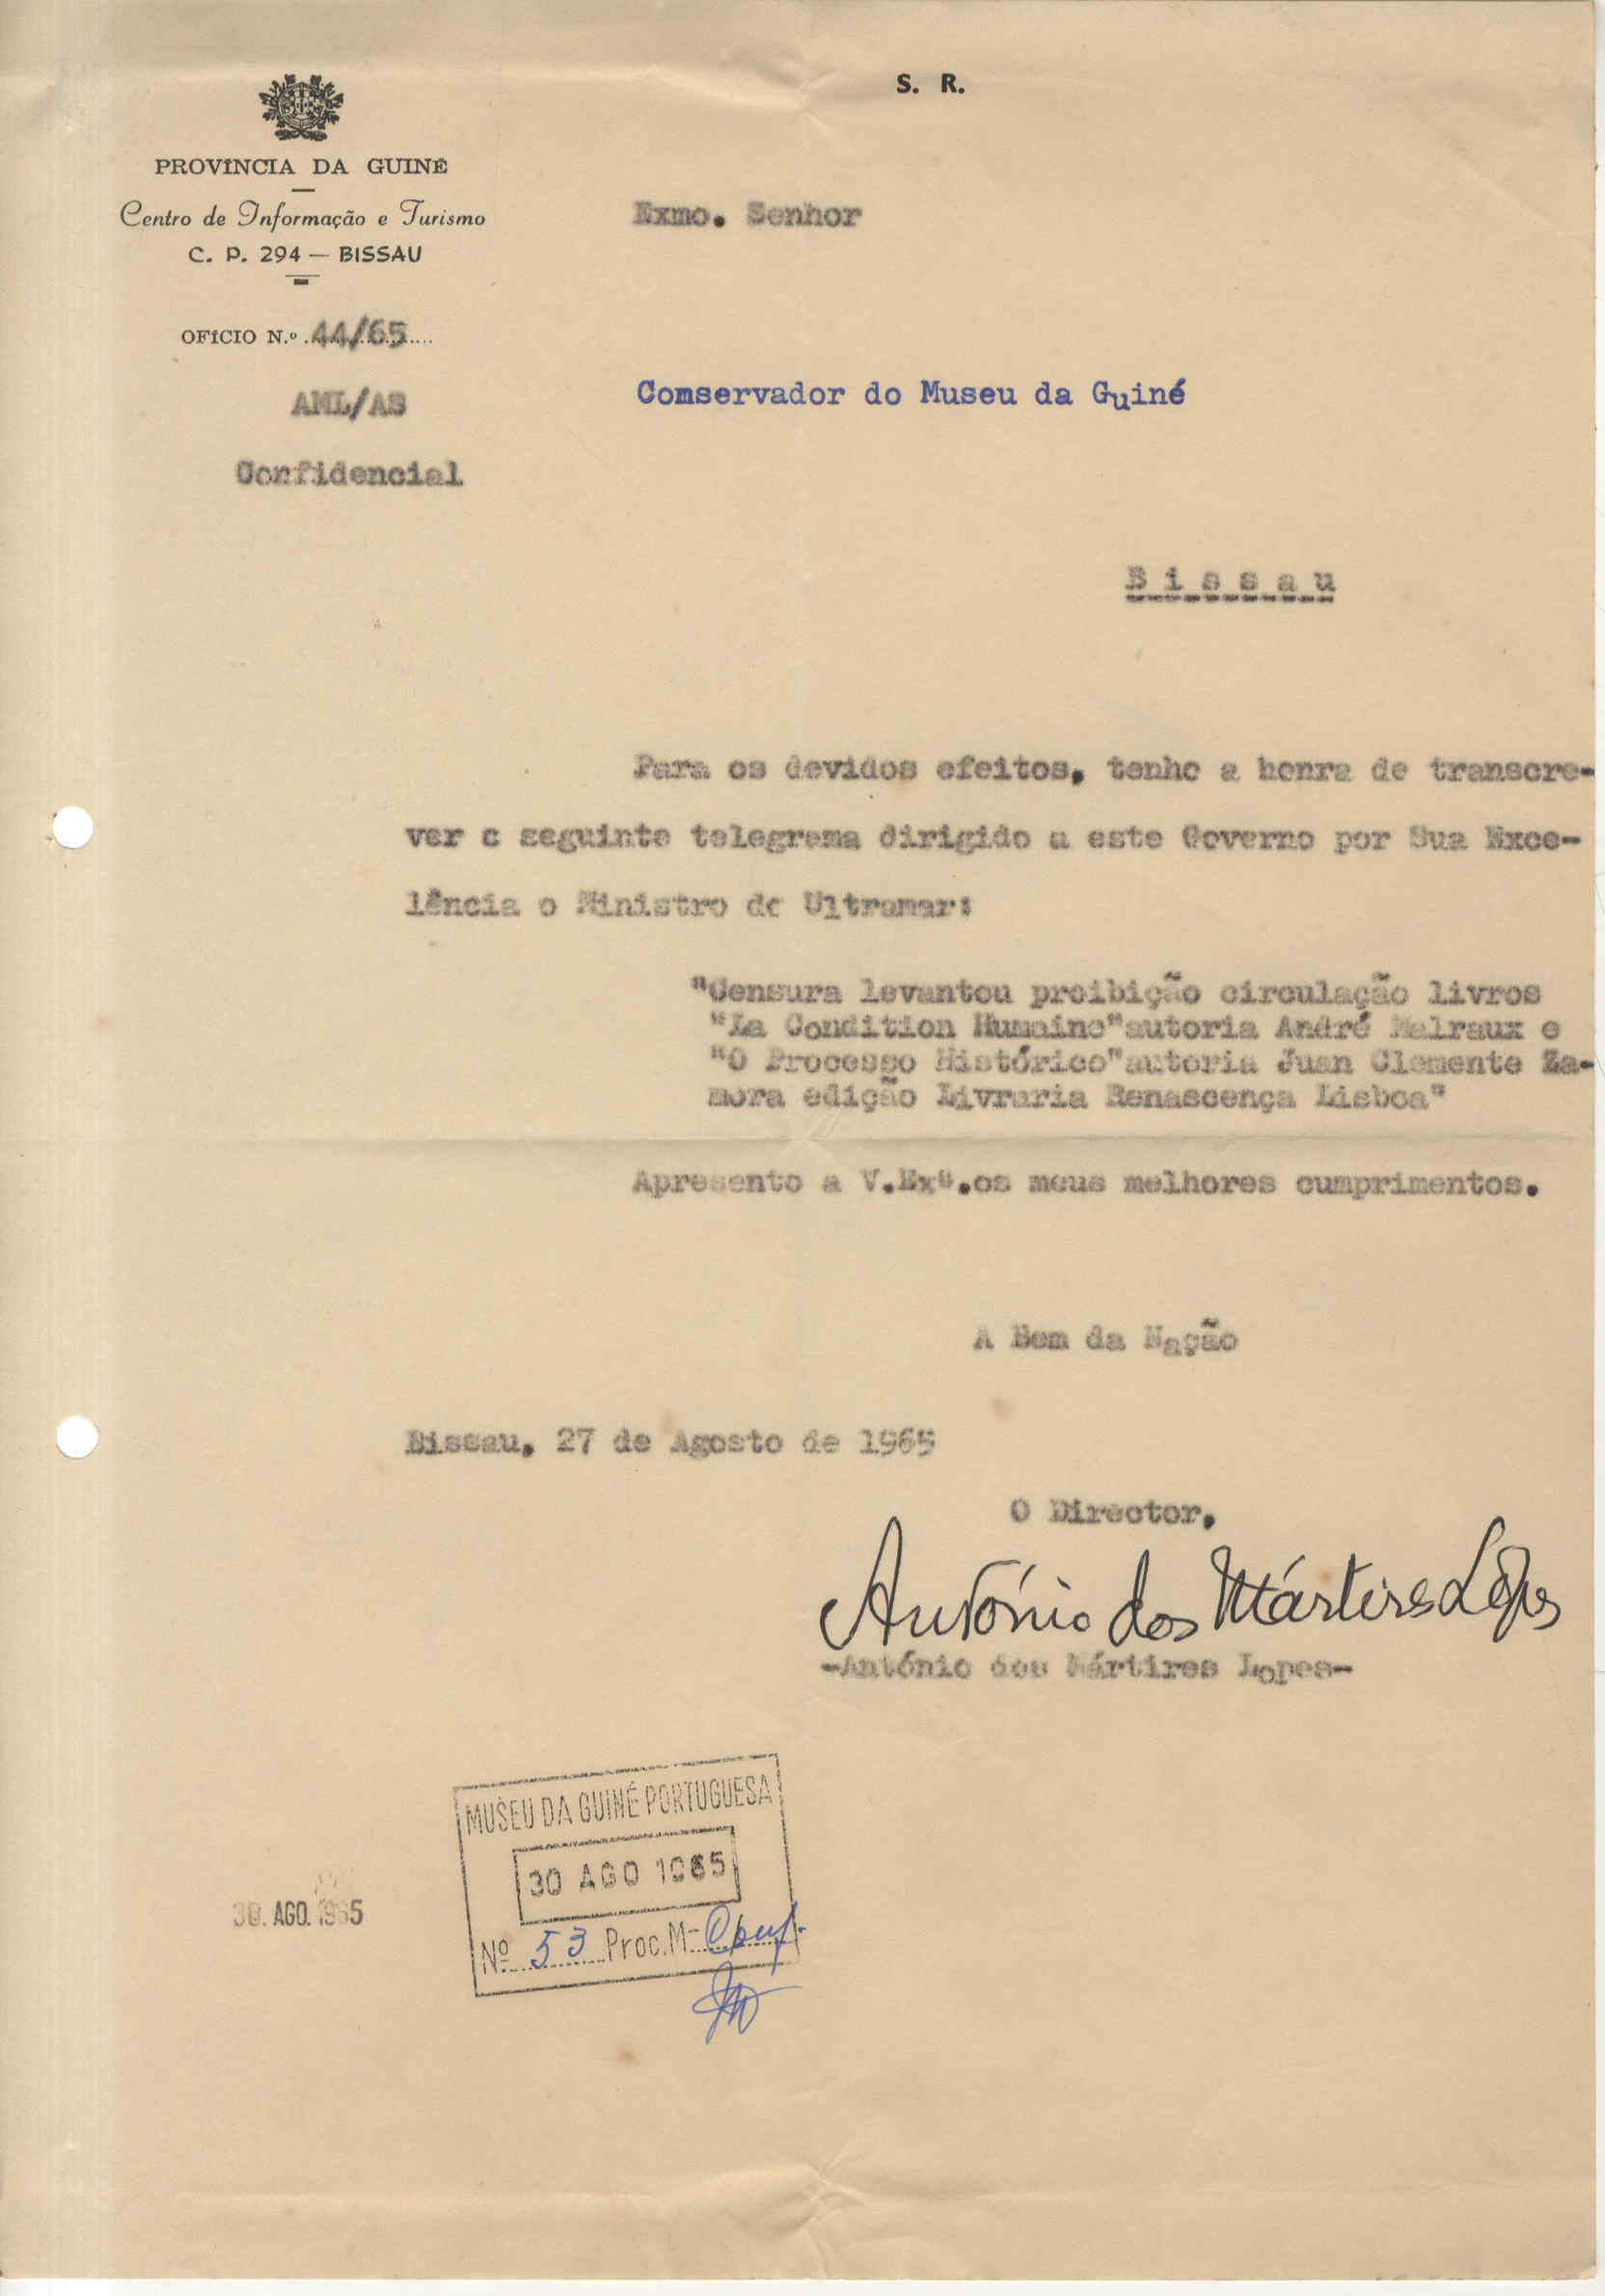 S. R.
PROVÍNCIA DA GUINÉ
Centro de Informação e Turismo
C. P. 294 — BISSAU
OFÍCIO N.º 44/65
AML/AS
Confidencial
Exmo. Senhor
Conservador do Museu da Guiné
Bissau
Para os devidos efeitos, tenho a honra de transcre-
ver o seguinte telegrama dirigido a este Governo por Sua Exce-
lência o Ministro do Ultramar:
"Censura levantou proibição circulação livros
"La Condition Humaine"autoria André Malraux e
"O Processo Histórico"autoria Juan Clemente Za-
mora edição Livraria Renascença Lisboa"
Apresento a V.Exª.os meus melhores cumprimentos.
A Bem da Nação
Bissau, 27 de Agosto de 1965
O Director,
António dos Mártires Lopes
-António dos Mártires Lopes-
MUSEU DA GUINÉ PORTUGUESA
30 AGO 1965
Nº 53 Proc. M- Conf.
30. AGO. 1965